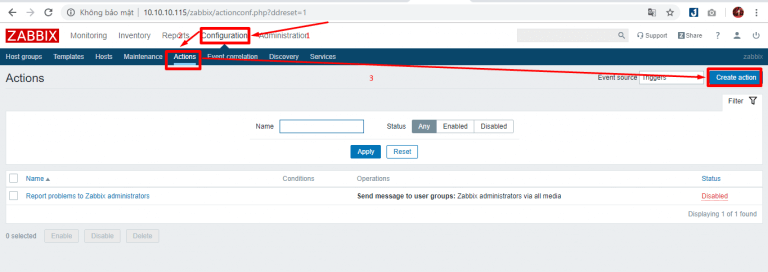 Không bảo mật | 10.10.10.115/zabbix/actionconf.php?ddreset=1
ZABBIX Monitoring Inventory Reports 2 Configuration Administration 1 Support Z Share ?
Host groups Templates Hosts Maintenance Actions Event correlation Discovery Services zabbix
Actions 3 Event source Triggers Create action
Filter
Name Status Any Enabled Disabled
Apply Reset
Name Conditions Operations Status
Report problems to Zabbix administrators Send message to user groups: Zabbix administrators via all media Disabled
Displaying 1 of 1 found
0 selected Enable Disable Delete